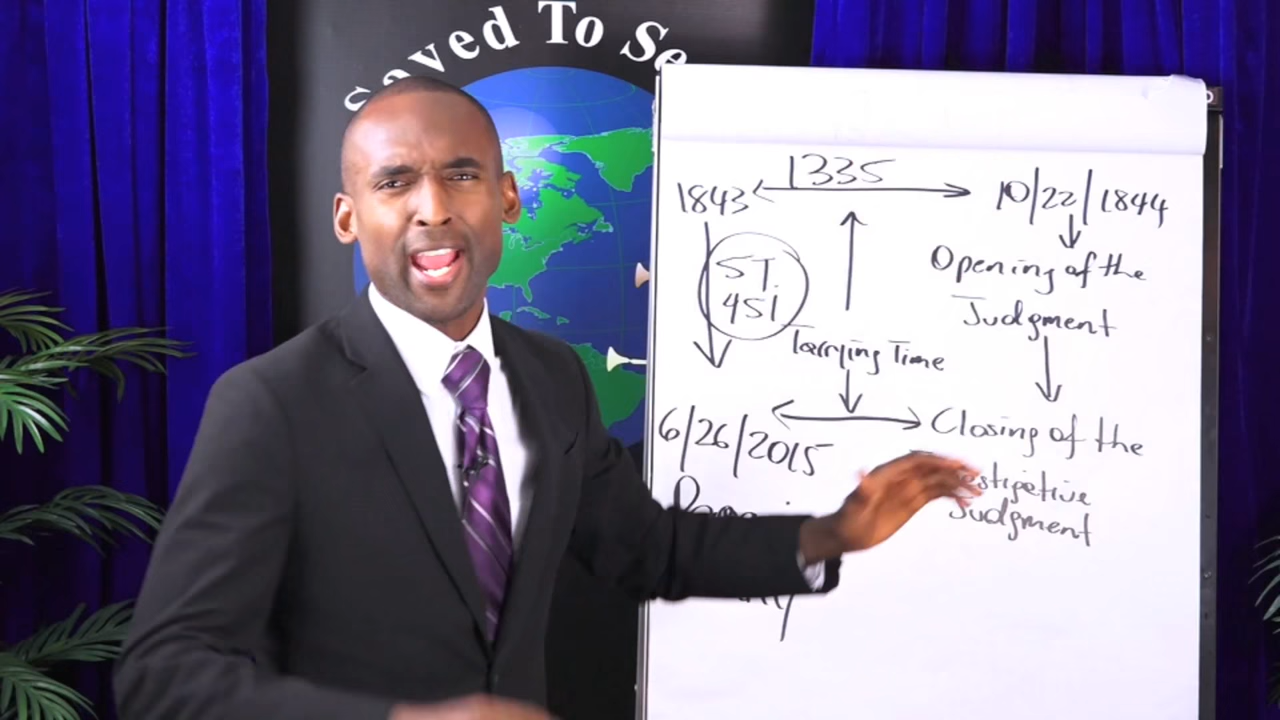 Saved To Se
1335
1843
10/22/1844
5T.
451
Opening of the
Judgment
Tarrying Time
6/26/2015
Closing of the
Judgment